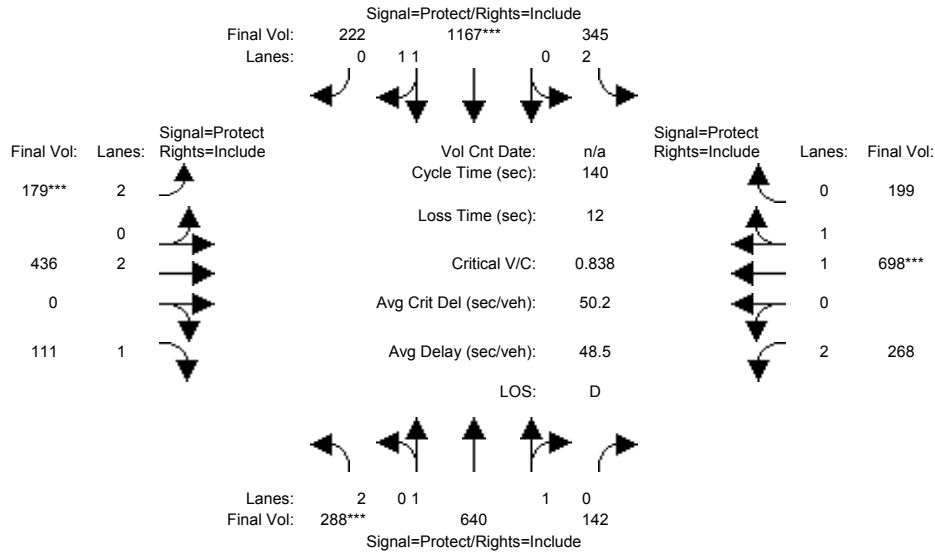 Signal=Protect/Rights=Include
Final Vol: 222 1167*** 345
Lanes: 0 1 1 0 2
Signal=Protect
Final Vol: Lanes: Rights=Include
Vol Cnt Date: n/a
Signal=Protect
Rights=Include Lanes: Final Vol:
Cycle Time (sec): 140
179*** 2
0 199
Loss Time (sec): 12
0
1
436 2
Critical V/C: 0.838
1 698***
0
Avg Crit Del (sec/veh): 50.2
0
111 1
Avg Delay (sec/veh): 48.5
2 268
LOS: D
Lanes: 2 0 1 1 0
Final Vol: 288*** 640 142
Signal=Protect/Rights=Include